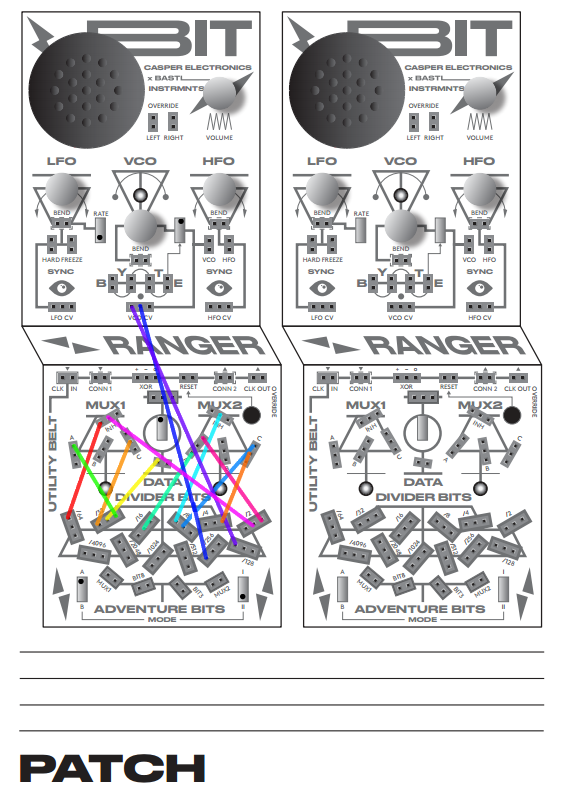 BIT BIT
CASPER ELECTRONICS CASPER ELECTRONICS
× BASTL × BASTL
INSTRMNTS INSTRMNTS
OVERRIDE OVERRIDE
LEFT RIGHT VOLUME LEFT RIGHT VOLUME
LFO VCO HFO LFO VCO HFO
BEND RATE BEND BEND RATE BEND
BEND BEND
HARD FREEZE VCO HFO HARD FREEZE VCO HFO
SYNC SYNC SYNC SYNC
B Y T E B Y T E
LFO CV VCO CV HFO CV LFO CV VCO CV HFO CV
RANGER RANGER
CLK IN CONN 1 XOR RESET CONN 2 CLK OUT OVERRIDE CLK IN CONN 1 XOR RESET CONN 2 CLK OUT OVERRIDE
MUX1 MUX2 MUX1 MUX2
INH INH INH INH
A B C A B C A B C A B C
UTILITY BELT UTILITY BELT
DATA DATA
DIVIDER BITS DIVIDER BITS
/64 /32 /16 /8 /4 /2 /64 /32 /16 /8 /4 /2
/4096 /2048 /1024 /512 /256 /128 /4096 /2048 /1024 /512 /256 /128
A MUX1 BIT8 BIT5 MUX2 I A MUX1 BIT8 BIT5 MUX2 I
B II B II
ADVENTURE BITS ADVENTURE BITS
MODE MODE
PATCH